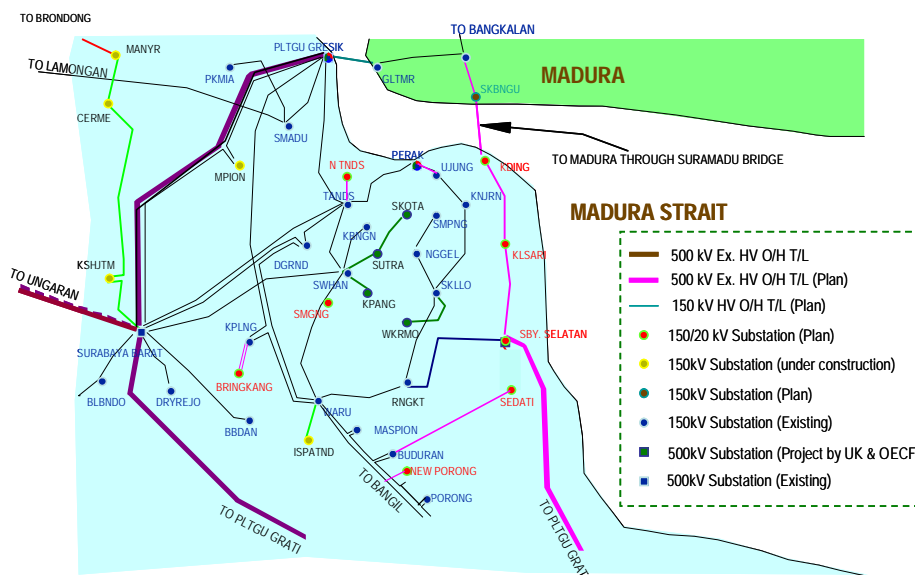 TO BRONDONG
MANYR
PLTGU GRESIK
TO BANGKALAN
TO LAMONGAN
PKMIA
GLTMR
MADURA
SKBNGU
CERME
SMADU
TO MADURA THROUGH SURAMADU BRIDGE
MPION
N TNDS
PERAK
UJUNG
KDING
TANDS
SKOTA
KNJRN
SMPNG
MADURA STRAIT
KBNGN
DGRND
SUTRA
NGGEL
KLSARI
KSHJTM
SWHAN
KPANG
SKLLO
TO UNGARAN
SMGNG
WKRMO
SBY. SELATAN
KPLNG
SURABAYA BARAT
BRINGKANG
RNGKT
SEDATI
BLBNDO
DRYREJO
WARU
BBDAN
MASPION
ISPATND
BUDURAN
NEW PORONG
TO BANGIL
PORONG
TO PLTGU GRATI
TO PLTGU GRATI
500 kV Ex. HV O/H T/L
500 kV Ex. HV O/H T/L (Plan)
150 kV HV O/H T/L (Plan)
150/20 kV Substation (Plan)
150kV Substation (under construction)
150kV Substation (Plan)
150kV Substation (Existing)
500kV Substation (Project by UK & OECF
500kV Substation (Existing)